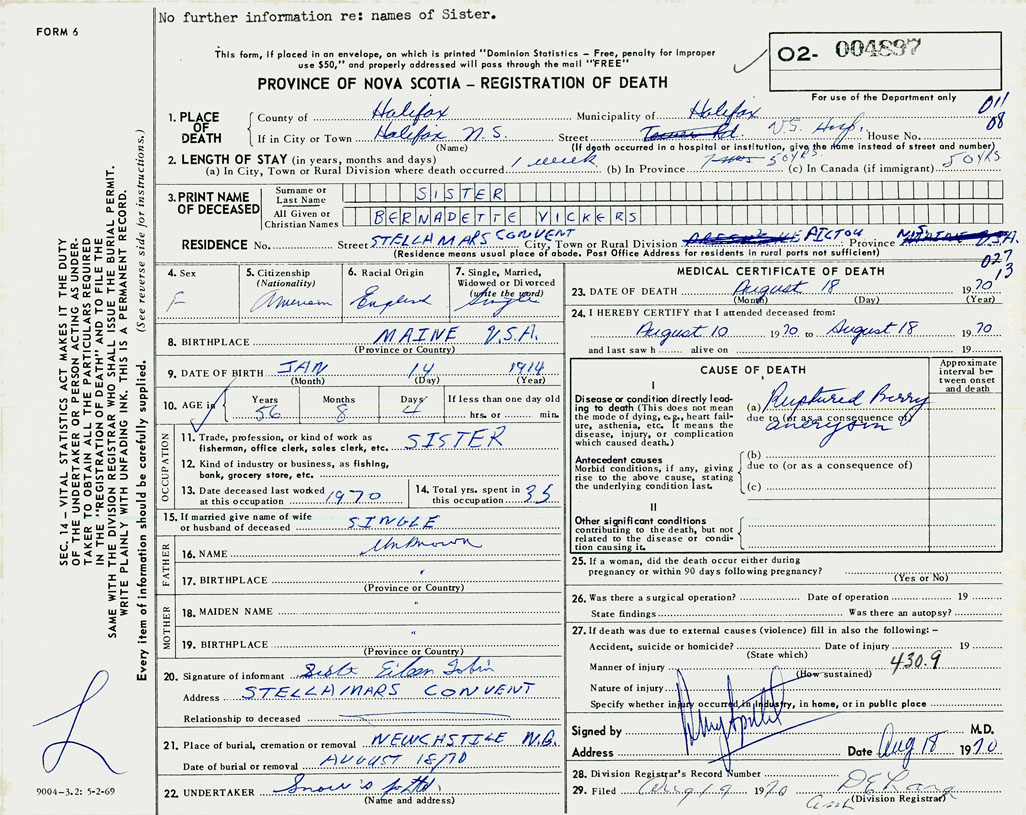 No further information re: names of Sister.
FORM 6
This form, if placed in an envelope, on which is printed "Dominion Statistics – Free, penalty for improper
use $50," and properly addressed will pass through the mail "FREE"
O2- 004897
PROVINCE OF NOVA SCOTIA – REGISTRATION OF DEATH
For use of the Department only
011
08
1. PLACE OF DEATH
County of Halifax Municipality of Halifax
If in City or Town Halifax N.S. Street V.S. Hosp. House No.
(Name) (If death occurred in a hospital or institution, give the name instead of street and number)
2. LENGTH OF STAY (in years, months and days)
(a) In City, Town or Rural Division where death occurred 1 week (b) In Province 50 YRS. (c) In Canada (if immigrant) 50 YRS
3. PRINT NAME OF DECEASED
Surname or Last Name SISTER
All Given or Christian Names BERNADETTE VICKERS
RESIDENCE No. Street STELLA MARS CONVENT City, Town or Rural Division PICTOU Province N.S.
(Residence means usual place of abode. Post Office Address for residents in rural parts not sufficient)
027
13
4. Sex F
5. Citizenship (Nationality) American
6. Racial Origin English
7. Single, Married, Widowed or Divorced (write the word) Single
8. BIRTHPLACE MAINE U.S.A.
(Province or Country)
9. DATE OF BIRTH JAN 14 1914
(Month) (Day) (Year)
10. AGE in Years 56 Months 8 Days 4 If less than one day old
hrs. or min.
OCCUPATION
11. Trade, profession, or kind of work as
fisherman, office clerk, sales clerk, etc. SISTER
12. Kind of industry or business, as fishing,
bank, grocery store, etc.
13. Date deceased last worked
at this occupation 1970
14. Total yrs. spent in
this occupation 35
15. If married give name of wife
or husband of deceased SINGLE
FATHER
16. NAME Unknown
17. BIRTHPLACE "
(Province or Country)
MOTHER
18. MAIDEN NAME "
19. BIRTHPLACE "
(Province or Country)
20. Signature of informant Sister Eileen Tobin
Address STELLA MARS CONVENT
Relationship to deceased
21. Place of burial, cremation or removal NEWCHSTILE N.B.
Date of burial or removal AUGUST 18/70
22. UNDERTAKER Snow's
(Name and address)
MEDICAL CERTIFICATE OF DEATH
23. DATE OF DEATH August 18 1970
(Month) (Day) (Year)
24. I HEREBY CERTIFY that I attended deceased from:
August 10 1970 to August 18 1970
and last saw h alive on 19
CAUSE OF DEATH
Approximate interval be-
tween onset
and death
I
Disease or condition directly lead-
ing to death (This does not
mean the mode of dying, e.g., heart fail-
ure, asthenia, etc. It means the
disease, injury, or complication
which caused death.)
(a) Ruptured Berry
due to (or as a consequence of)
aneurysm
Antecedent causes
Morbid conditions, if any, giving
rise to the above cause, stating
the underlying condition last.
(b)
due to (or as a consequence of)
(c)
II
Other significant conditions
contributing to the death, but not
related to the disease or condi-
tion causing it.
25. If a woman, did the death occur either during
pregnancy or within 90 days following pregnancy?
(Yes or No)
26. Was there a surgical operation? Date of operation 19
State findings Was there an autopsy?
27. If death was due to external causes (violence) fill in also the following: –
Accident, suicide or homicide? Date of injury 19
(State which)
Manner of injury 430.9
(How sustained)
Nature of injury
Specify whether injury occurred in Industry, in home, or in public place
Signed by M.D.
Address Date Aug 18 1970
28. Division Registrar's Record Number
29. Filed Aug 19 1970 D E Lang
(Division Registrar)
SEC. 14 – VITAL STATISTICS ACT MAKES IT THE DUTY
OF THE UNDERTAKER OR PERSON ACTING AS UNDER-
TAKER TO OBTAIN ALL THE PARTICULARS REQUIRED
IN THE "REGISTRATION OF DEATH" AND TO FILE THE
SAME WITH THE DIVISION REGISTRAR WHO SHALL ISSUE THE BURIAL PERMIT.
WRITE PLAINLY WITH UNFADING INK. THIS IS A PERMANENT RECORD.
Every item of information should be carefully supplied. (See reverse side for instructions.)
9004-3.2: 5-2-69